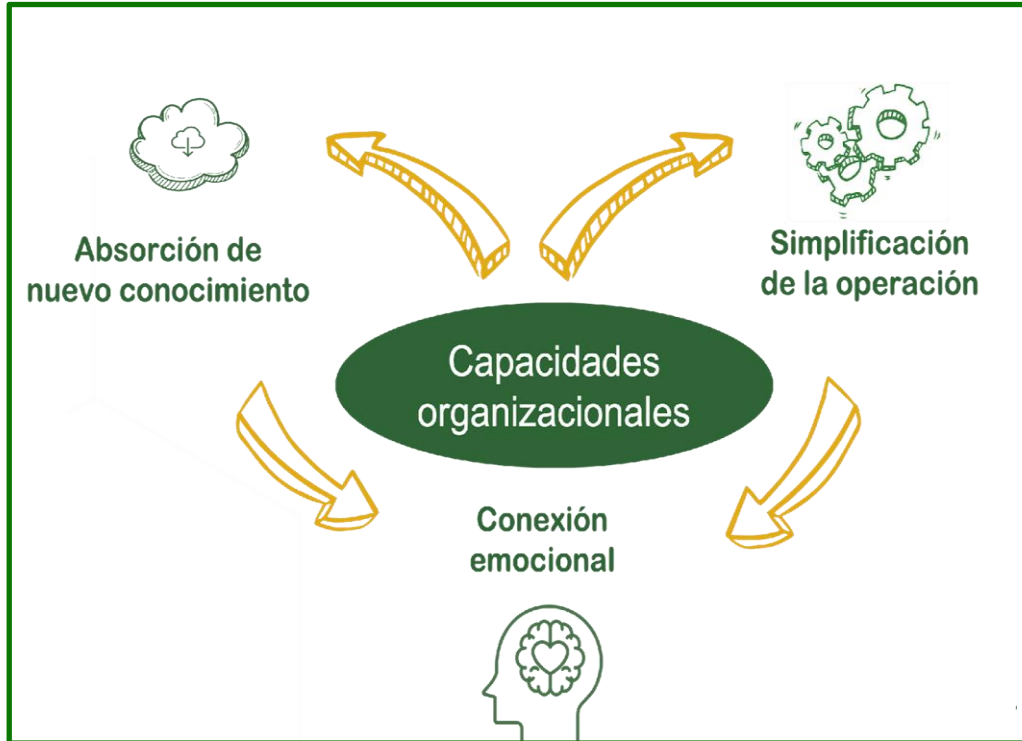 Absorción de
nuevo conocimiento
Simplificación
de la operación
Capacidades
organizacionales
Conexión
emocional